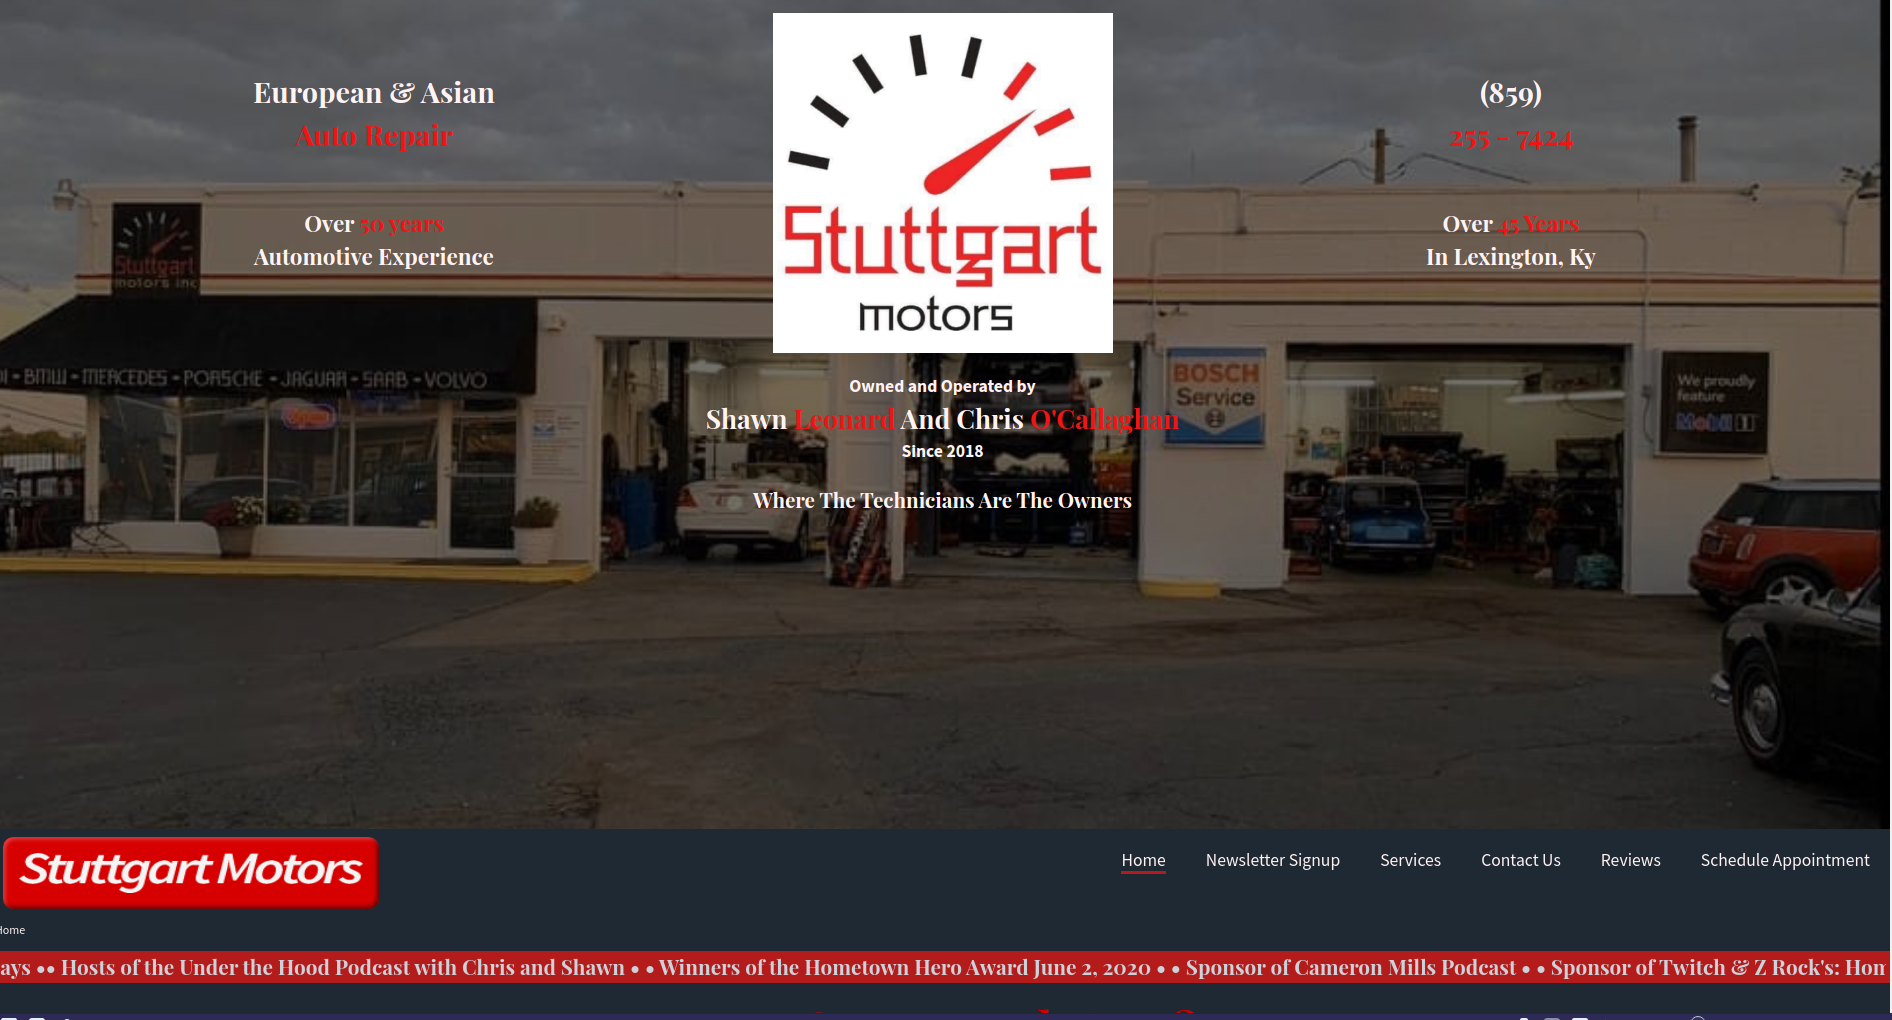 European & Asian
Auto Repair
Over 50 years
Automotive Experience
Stuttgart
motors
(859)
255 - 7424
Over 45 Years
In Lexington, Ky
Stuttgart
motors inc
BMW - MERCEDES - PORSCHE - JAGUAR - SAAB - VOLVO
Open
BOSCH
Service
We proudly
feature
Mobil 1
Owned and Operated by
Shawn Leonard And Chris O'Callaghan
Since 2018
Where The Technicians Are The Owners
Stuttgart Motors
Home
Newsletter Signup
Services
Contact Us
Reviews
Schedule Appointment
Home
ays •• Hosts of the Under the Hood Podcast with Chris and Shawn • • Winners of the Hometown Hero Award June 2, 2020 • • Sponsor of Cameron Mills Podcast • • Sponsor of Twitch & Z Rock's: Hom